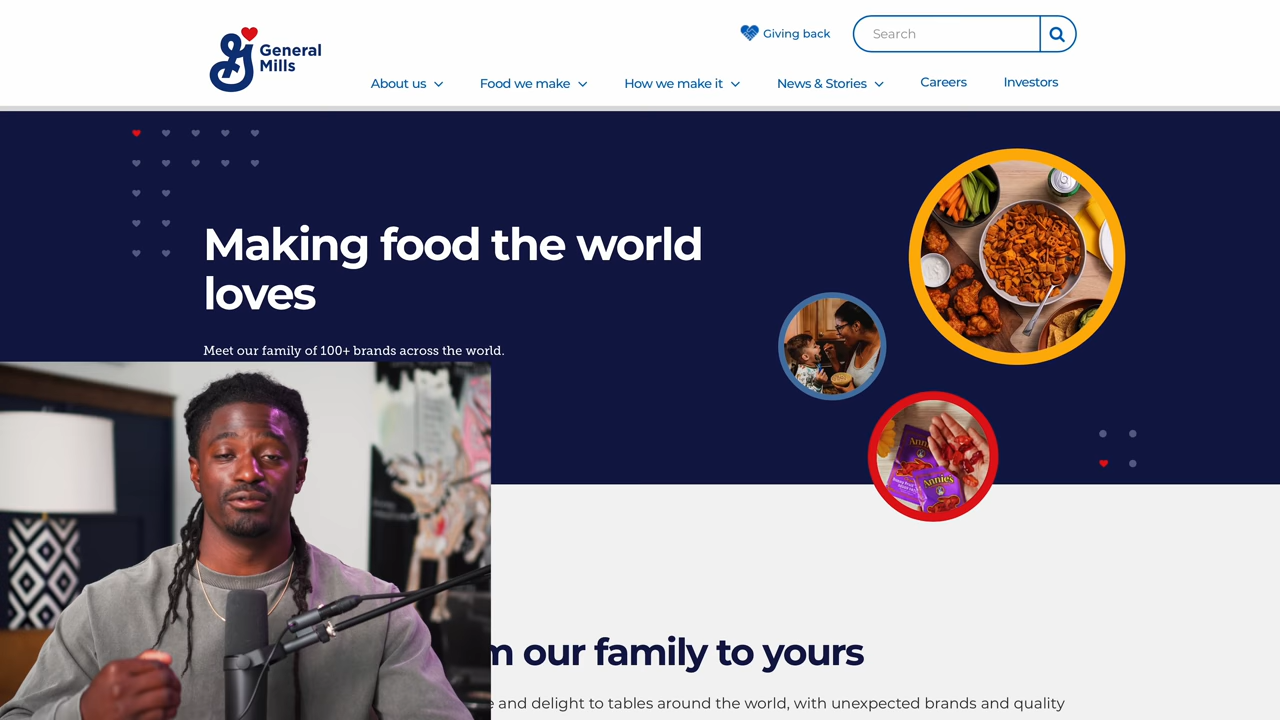 General
Mills
Giving back
Search
About us
Food we make
How we make it
News & Stories
Careers
Investors
Making food the world
loves
Meet our family of 100+ brands across the world.
Annie's
Annie's
m our family to yours
e and delight to tables around the world, with unexpected brands and quality